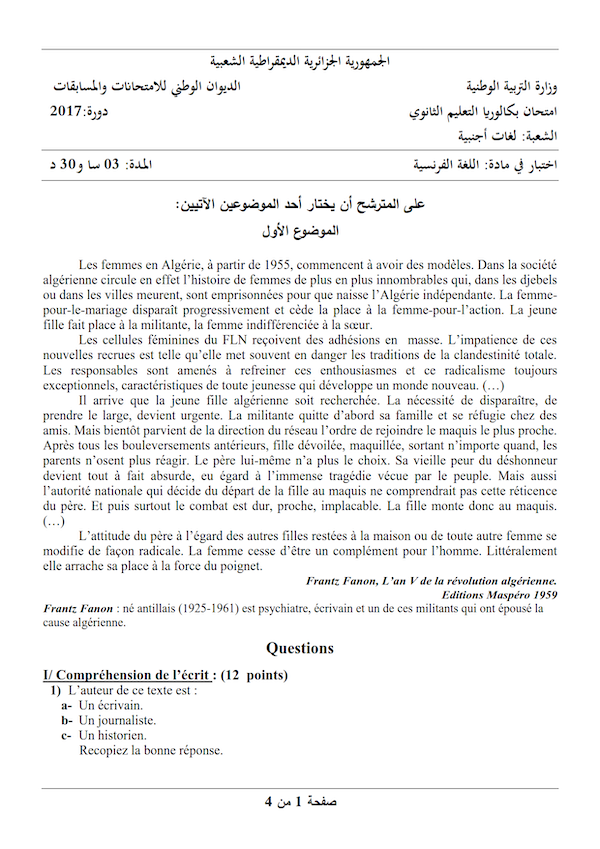 الجمهورية الجزائرية الديمقراطية الشعبية
وزارة التربية الوطنية الديوان الوطني للامتحانات والمسابقات
امتحان بكالوريا التعليم الثانوي دورة:2017
الشعبة: لغات أجنبية
اختبار في مادة: اللغة الفرنسية المدة: 03 سا و30 د
على المترشح أن يختار أحد الموضوعين الآتيين:
الموضوع الأول
Les femmes en Algérie, à partir de 1955, commencent à avoir des modèles. Dans la société
algérienne circule en effet l’histoire de femmes de plus en plus innombrables qui, dans les djebels
ou dans les villes meurent, sont emprisonnées pour que naisse l’Algérie indépendante. La femme-
pour-le-mariage disparaît progressivement et cède la place à la femme-pour-l’action. La jeune
fille fait place à la militante, la femme indifférenciée à la sœur.
Les cellules féminines du FLN reçoivent des adhésions en masse. L’impatience de ces
nouvelles recrues est telle qu’elle met souvent en danger les traditions de la clandestinité totale.
Les responsables sont amenés à refreiner ces enthousiasmes et ce radicalisme toujours
exceptionnels, caractéristiques de toute jeunesse qui développe un monde nouveau. (…)
Il arrive que la jeune fille algérienne soit recherchée. La nécessité de disparaître, de
prendre le large, devient urgente. La militante quitte d’abord sa famille et se réfugie chez des
amis. Mais bientôt parvient de la direction du réseau l’ordre de rejoindre le maquis le plus proche.
Après tous les bouleversements antérieurs, fille dévoilée, maquillée, sortant n’importe quand, les
parents n’osent plus réagir. Le père lui-même n’a plus le choix. Sa vieille peur du déshonneur
devient tout à fait absurde, eu égard à l’immense tragédie vécue par le peuple. Mais aussi
l’autorité nationale qui décide du départ de la fille au maquis ne comprendrait pas cette réticence
du père. Et puis surtout le combat est dur, proche, implacable. La fille monte donc au maquis.
(…)
L’attitude du père à l’égard des autres filles restées à la maison ou de toute autre femme se
modifie de façon radicale. La femme cesse d’être un complément pour l’homme. Littéralement
elle arrache sa place à la force du poignet.
Frantz Fanon, L’an V de la révolution algérienne.
Editions Maspéro 1959
Frantz Fanon : né antillais (1925-1961) est psychiatre, écrivain et un de ces militants qui ont épousé la
cause algérienne.
Questions
I/ Compréhension de l’écrit : (12 points)
1) L’auteur de ce texte est :
a- Un écrivain.
b- Un journaliste.
c- Un historien.
Recopiez la bonne réponse.
صفحة 1 من 4